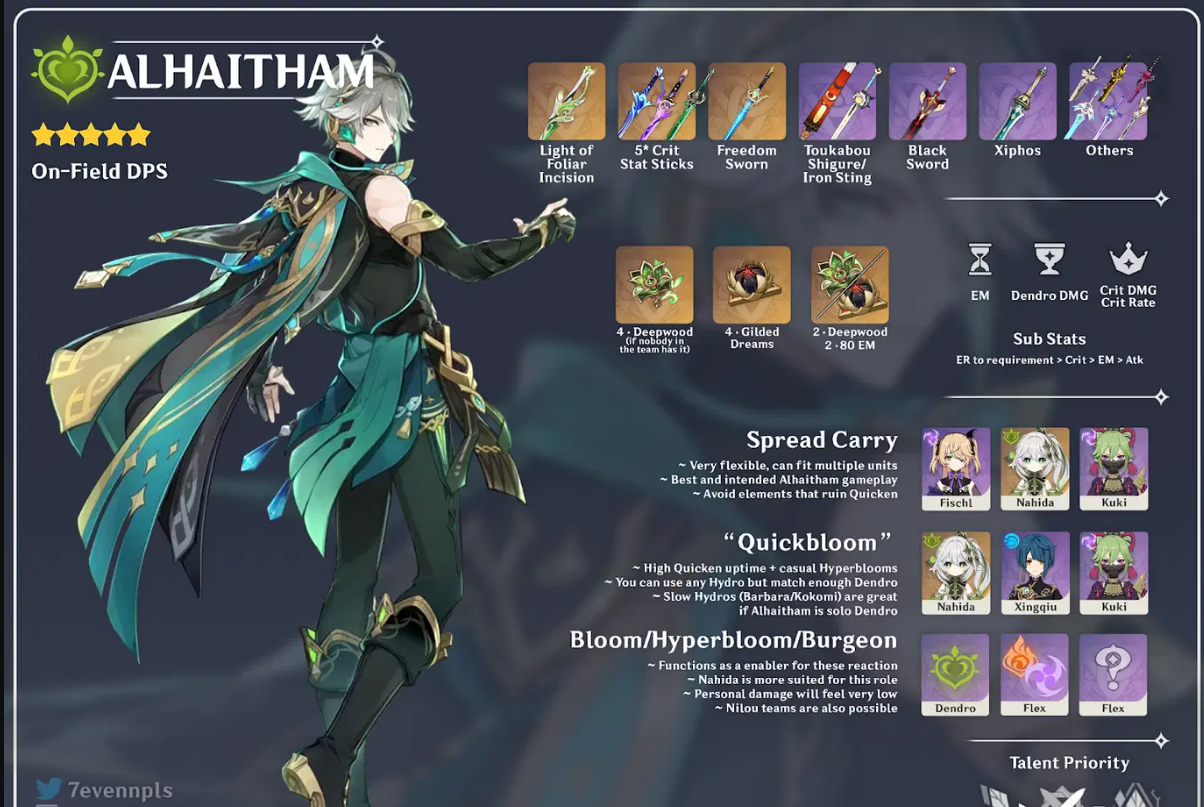 ALHAITHAM
On-Field DPS
Light of
Foliar
Incision
5* Crit
Stat Sticks
Freedom
Sworn
Toukabou
Shigure/
Iron Sting
Black
Sword
Xiphos
Others
4 · Deepwood
(if nobody in
the team has it)
4 · Gilded
Dreams
2 · Deepwood
2 · 80 EM
EM
Dendro DMG
Crit DMG
Crit Rate
Sub Stats
ER to requirement > Crit > EM > Atk
Spread Carry
~ Very flexible, can fit multiple units
~ Best and intended Alhaitham gameplay
~ Avoid elements that ruin Quicken
Fischl
Nahida
Kuki
“Quickbloom”
~ High Quicken uptime + casual Hyperblooms
~ You can use any Hydro but match enough Dendro
~ Slow Hydros (Barbara/Kokomi) are great
if Alhaitham is solo Dendro
Nahida
Xingqiu
Kuki
Bloom/Hyperbloom/Burgeon
~ Functions as a enabler for these reaction
~ Nahida is more suited for this role
~ Personal damage will feel very low
~ Nilou teams are also possible
Dendro
Flex
Flex
Talent Priority
7evennpls